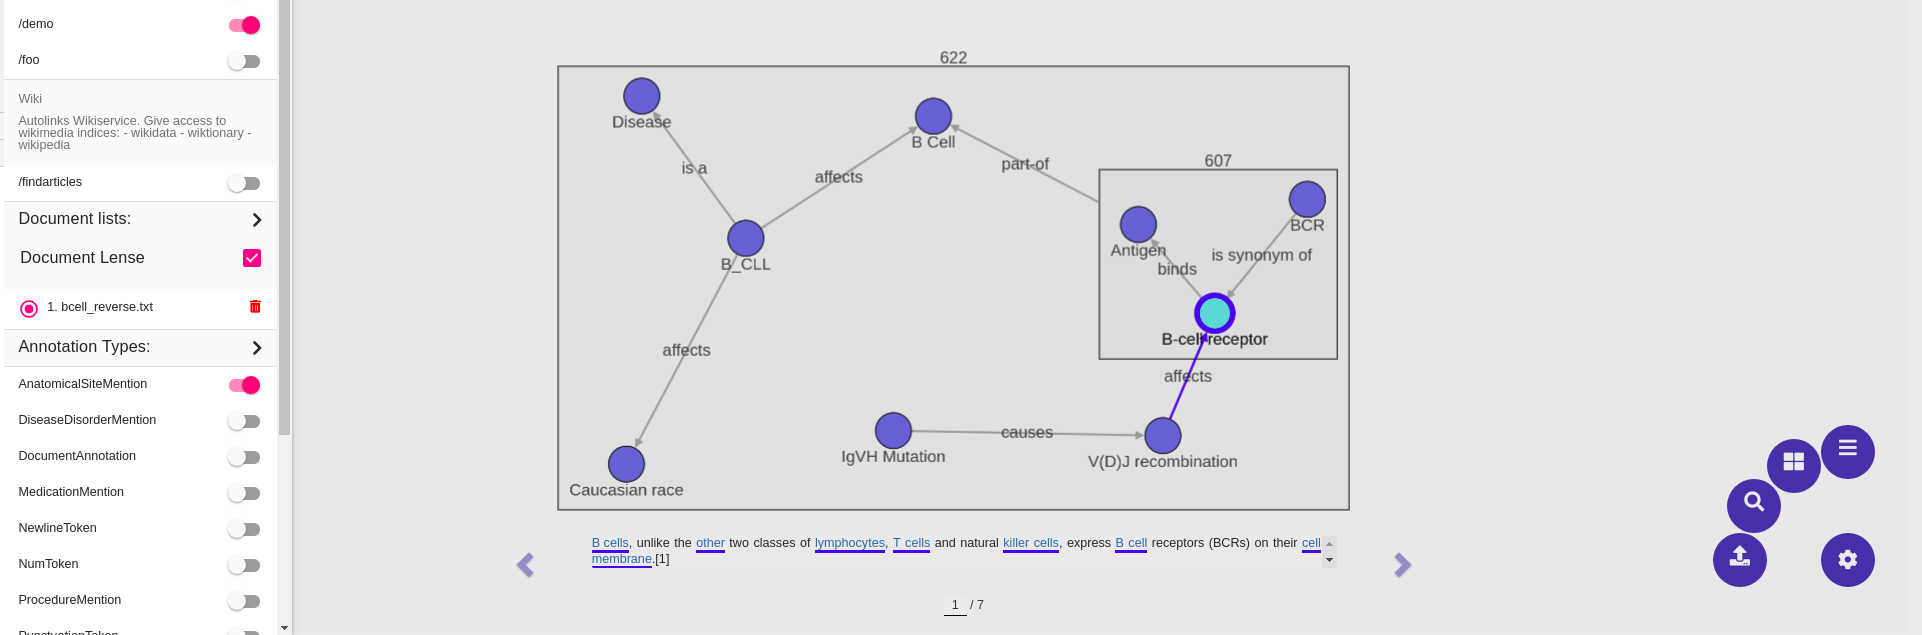 /demo
/foo
Wiki
Autolinks Wikiservice. Give access to
wikimedia indices: - wikidata - wiktionary -
wikipedia
/findarticles
Document lists:
Document Lense
1. bcell_reverse.txt
Annotation Types:
AnatomicalSiteMention
DiseaseDisorderMention
DocumentAnnotation
MedicationMention
NewlineToken
NumToken
ProcedureMention
PunctuationToken
622
Disease
B Cell
is a
affects
part-of
607
BCR
Antigen
is synonym of
binds
B_CLL
B-cell receptor
affects
affects
causes
IgVH Mutation
V(D)J recombination
Caucasian race
B cells, unlike the other two classes of lymphocytes, T cells and natural killer cells, express B cell receptors (BCRs) on their cell
membrane.[1]
1 / 7